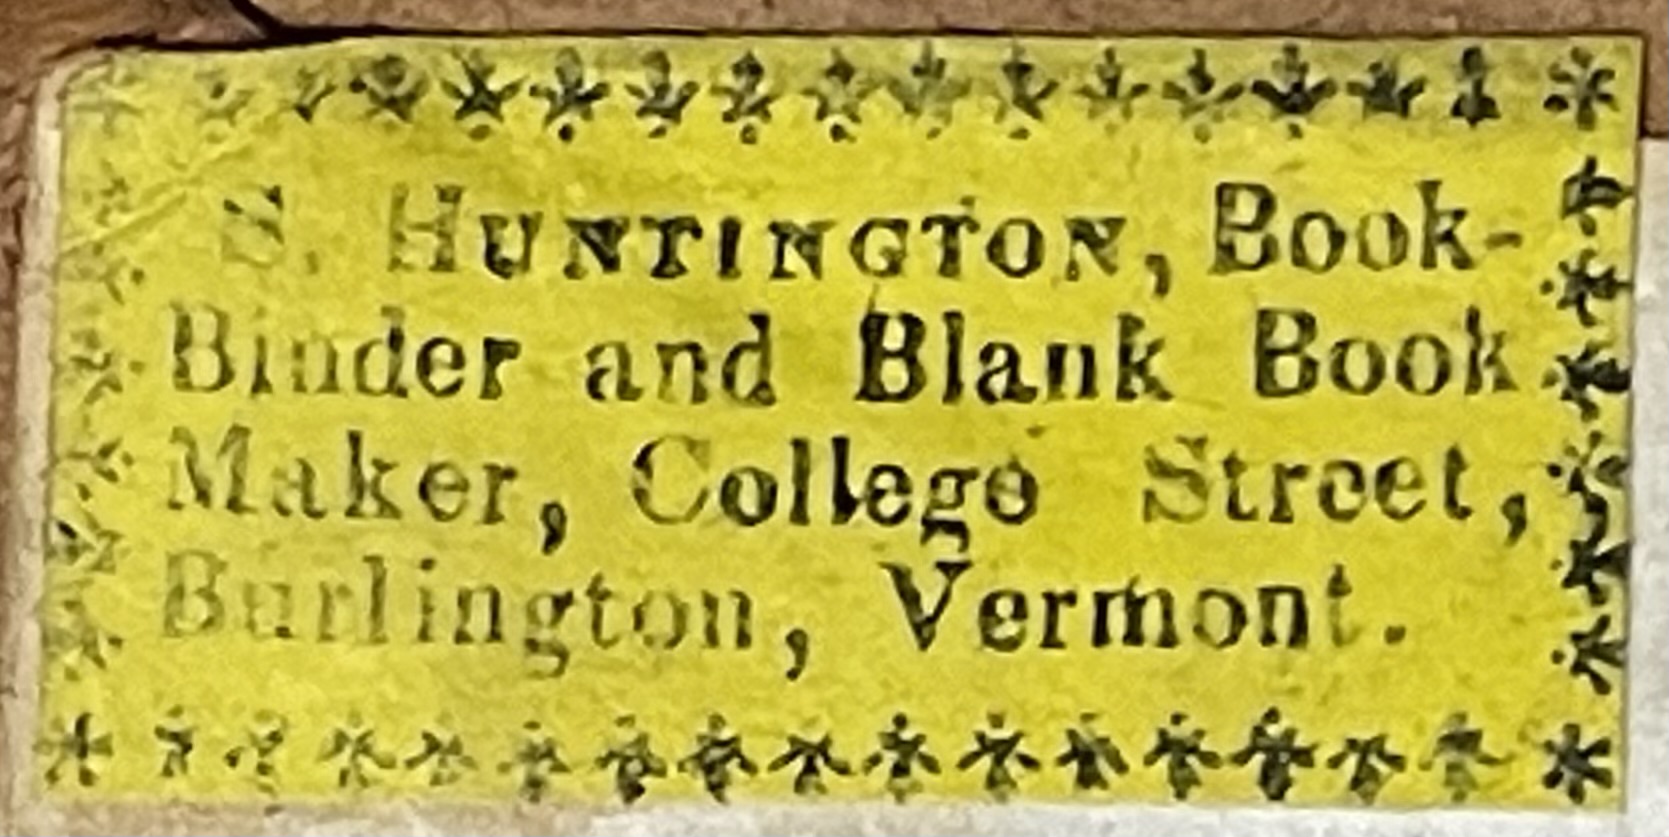 S. HUNTINGTON, Book-
Binder and Blank Book
Maker, College Street,
Burlington, Vermont.